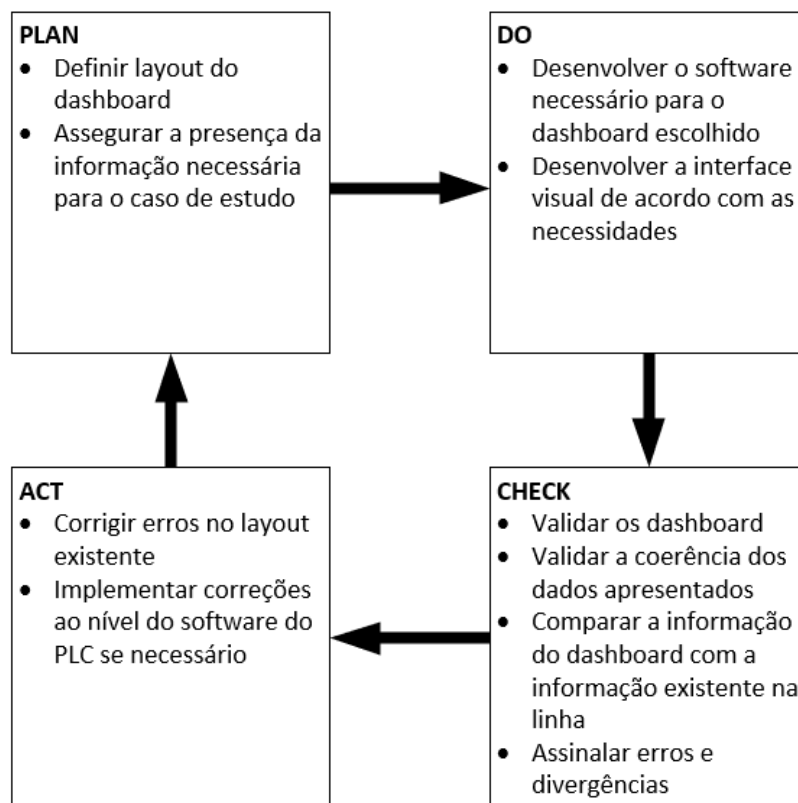 PLAN
• Definir layout do
dashboard
• Assegurar a presença da
informação necessária
para o caso de estudo
DO
• Desenvolver o software
necessário para o
dashboard escolhido
• Desenvolver a interface
visual de acordo com as
necessidades
ACT
• Corrigir erros no layout
existente
• Implementar correções
ao nível do software do
PLC se necessário
CHECK
• Validar os dashboard
• Validar a coerência dos
dados apresentados
• Comparar a informação
do dashboard com a
informação existente na
linha
• Assinalar erros e
divergências